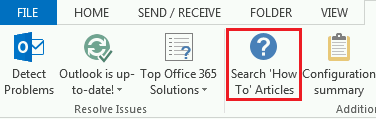 FILE HOME SEND / RECEIVE FOLDER VIEW
Detect Problems
Outlook is up-to-date!
Top Office 365 Solutions
Search 'How To' Articles
Configuration summary
Resolve Issues
Additio